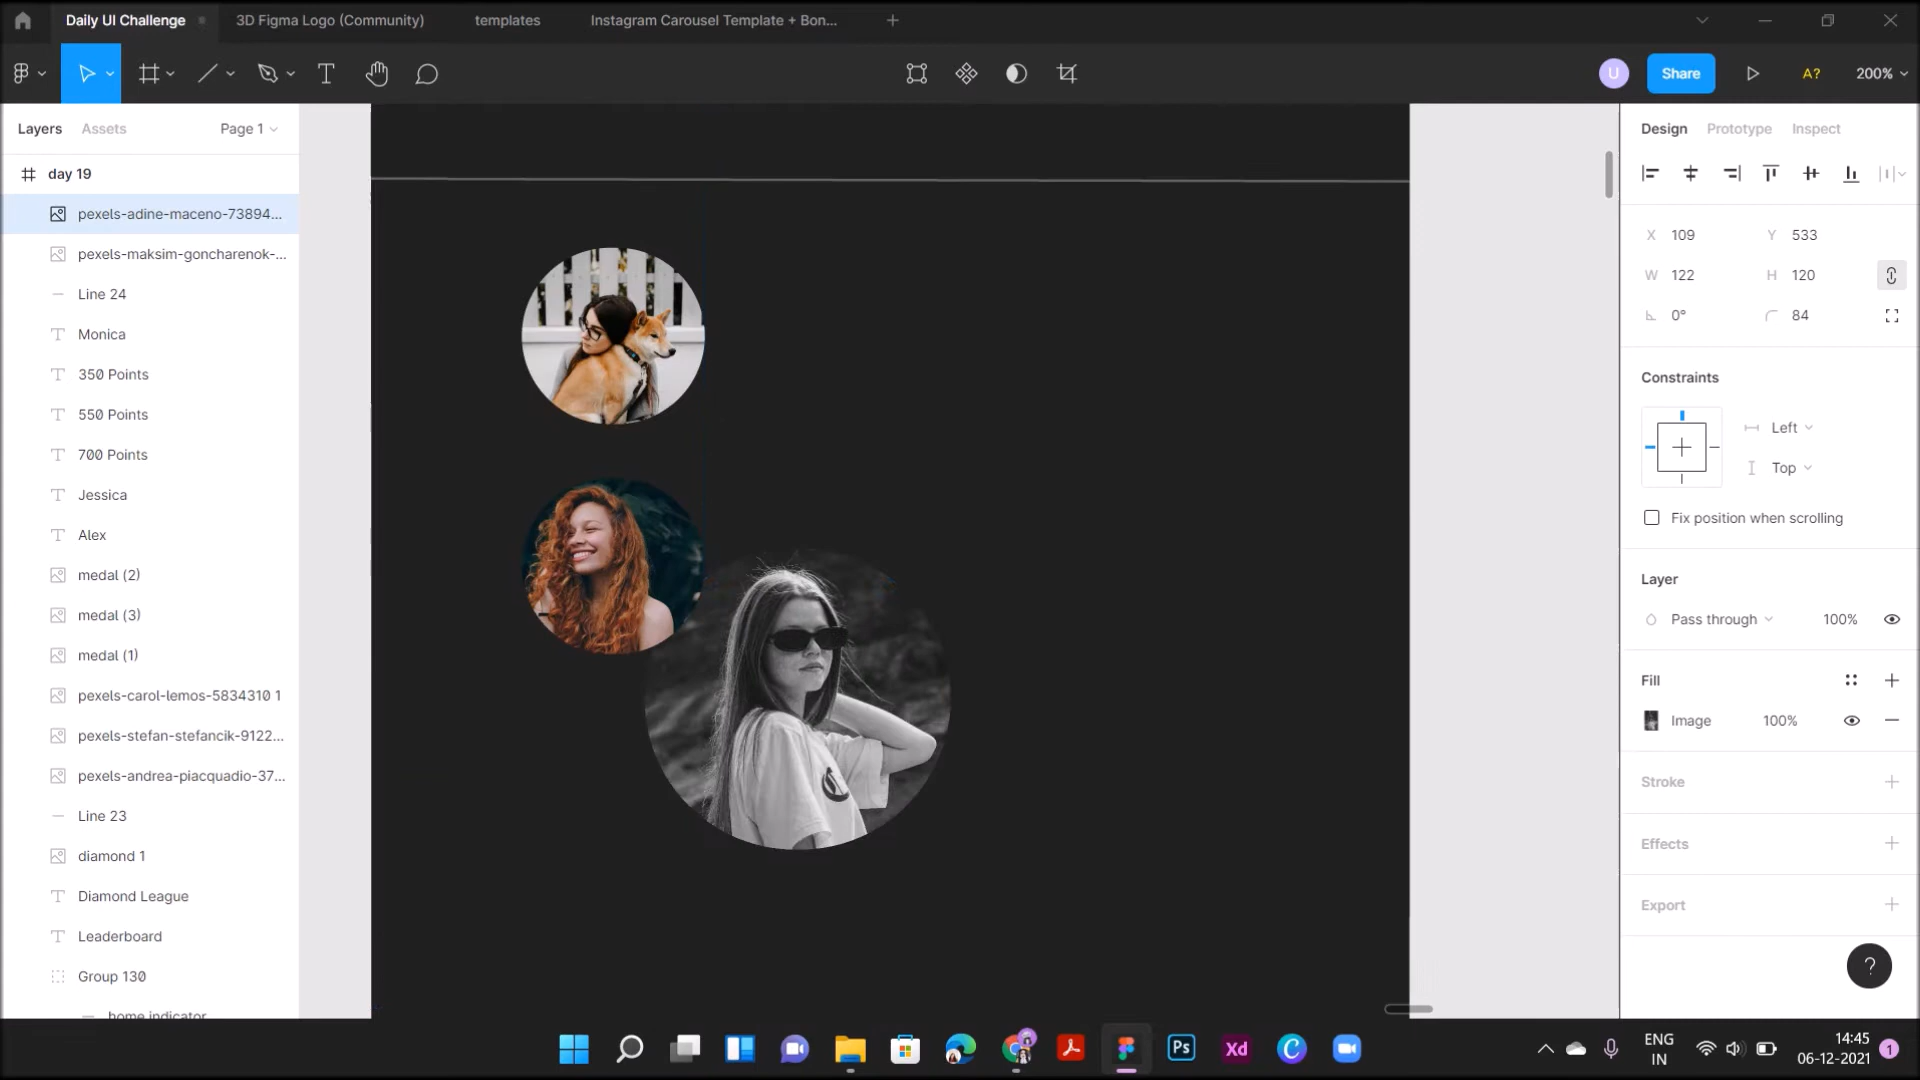 Daily UI Challenge
3D Figma Logo (Community)
templates
Instagram Carousel Template + Bon...
U
Share
A?
200%
Layers
Assets
Page 1
day 19
pexels-adine-maceno-73894...
pexels-maksim-goncharenok-...
Line 24
Monica
350 Points
550 Points
700 Points
Jessica
Alex
medal (2)
medal (3)
medal (1)
pexels-carol-lemos-5834310 1
pexels-stefan-stefancik-9122...
pexels-andrea-piacquadio-37...
Line 23
diamond 1
Diamond League
Leaderboard
Group 130
home indicator
Design
Prototype
Inspect
X 109
Y 533
W 122
H 120
0°
84
Constraints
Left
Top
Fix position when scrolling
Layer
Pass through
100%
Fill
Image
100%
Stroke
Effects
Export
?
Ps
Xd
ENG
IN
14:45
06-12-2021
1